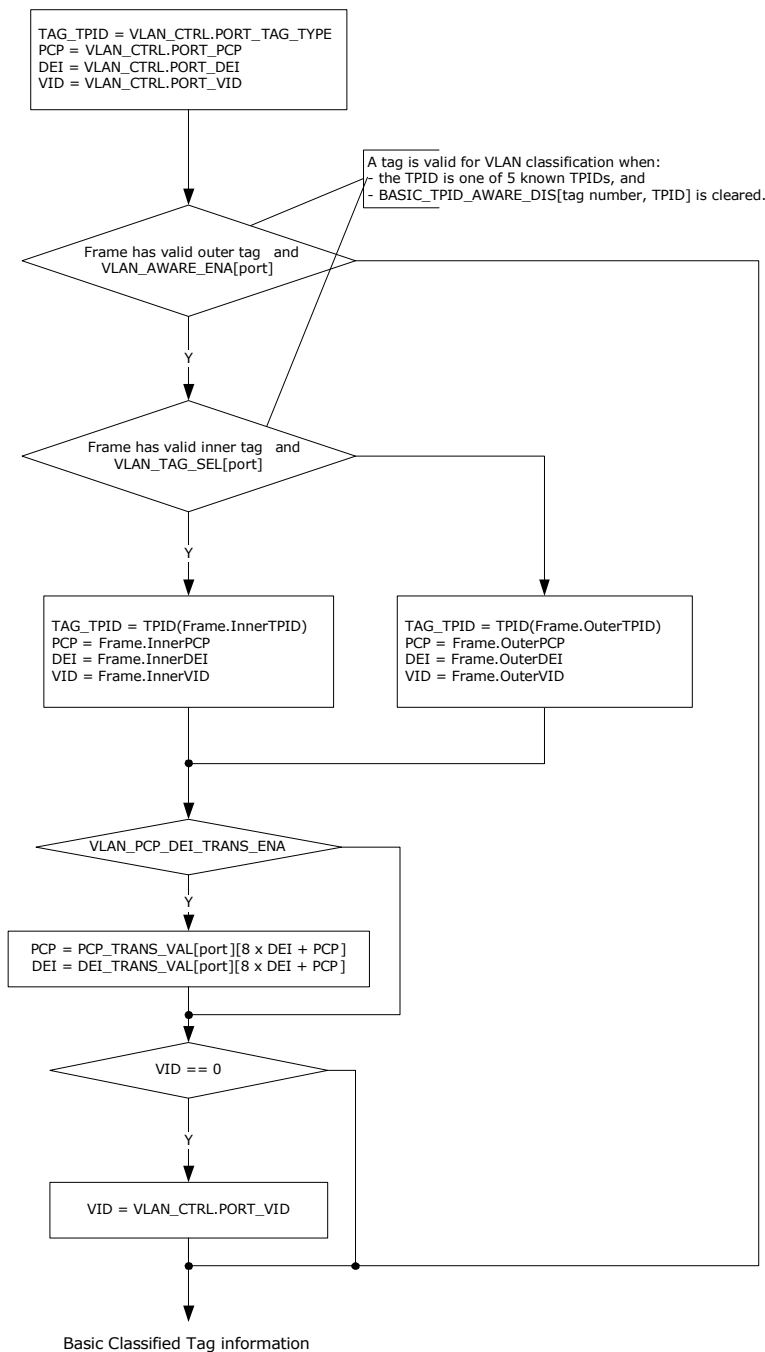 TAG_TPID = VLAN_CTRL.PORT_TAG_TYPE
PCP = VLAN_CTRL.PORT_PCP
DEI = VLAN_CTRL.PORT_DEI
VID = VLAN_CTRL.PORT_VID
A tag is valid for VLAN classification when:
- the TPID is one of 5 known TPIDs, and
- BASIC_TPID_AWARE_DIS[tag number, TPID] is cleared.
Frame has valid outer tag and
VLAN_AWARE_ENA[port]
Y
Frame has valid inner tag and
VLAN_TAG_SEL[port]
Y
TAG_TPID = TPID(Frame.InnerTPID)
PCP = Frame.InnerPCP
DEI = Frame.InnerDEI
VID = Frame.InnerVID
TAG_TPID = TPID(Frame.OuterTPID)
PCP = Frame.OuterPCP
DEI = Frame.OuterDEI
VID = Frame.OuterVID
VLAN_PCP_DEI_TRANS_ENA
Y
PCP = PCP_TRANS_VAL[port][8 x DEI + PCP]
DEI = DEI_TRANS_VAL[port][8 x DEI + PCP]
VID == 0
Y
VID = VLAN_CTRL.PORT_VID
Basic Classified Tag information